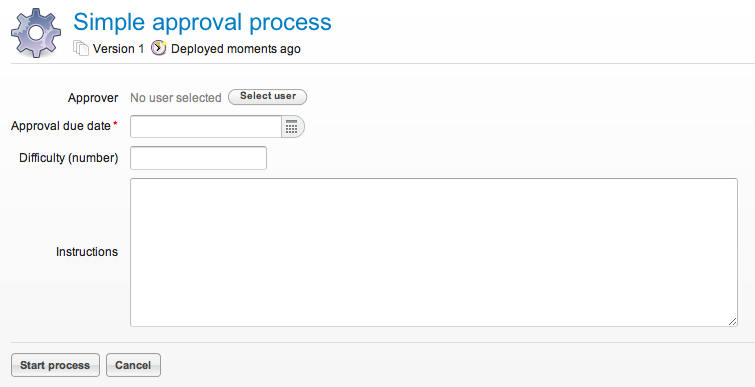 Simple approval process
Version 1 Deployed moments ago
Approver No user selected Select user
Approval due date *
Difficulty (number)
Instructions
Start process Cancel